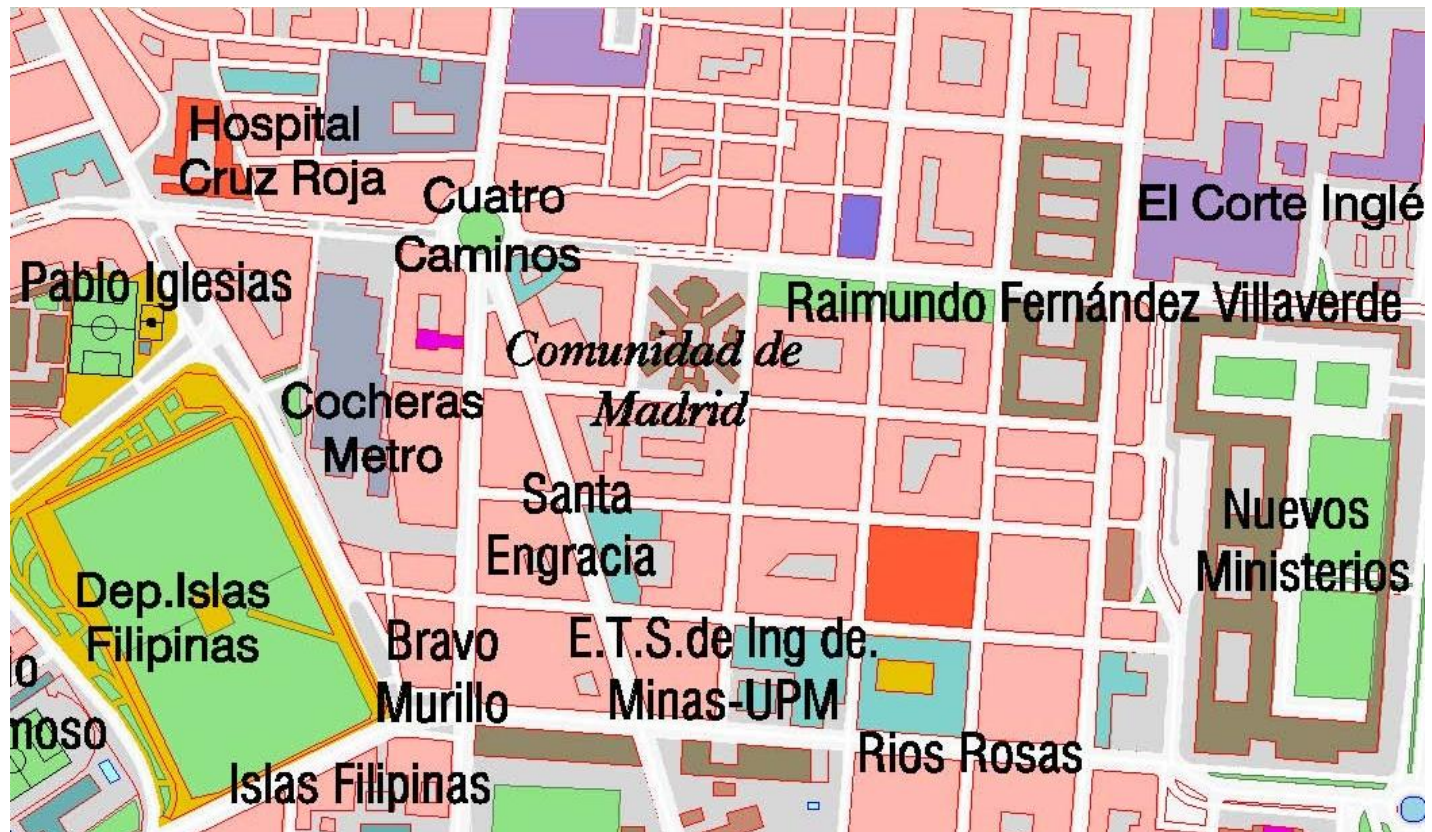 Hospital
Cruz Roja
Cuatro
Caminos
El Corte Inglé
Pablo Iglesias
Raimundo Fernández Villaverde
Comunidad de
Madrid
Cocheras
Metro
Santa
Engracia
Nuevos
Ministerios
Dep.Islas
Filipinas
Bravo
Murillo
E.T.S.de Ing de.
Minas-UPM
Rios Rosas
Islas Filipinas